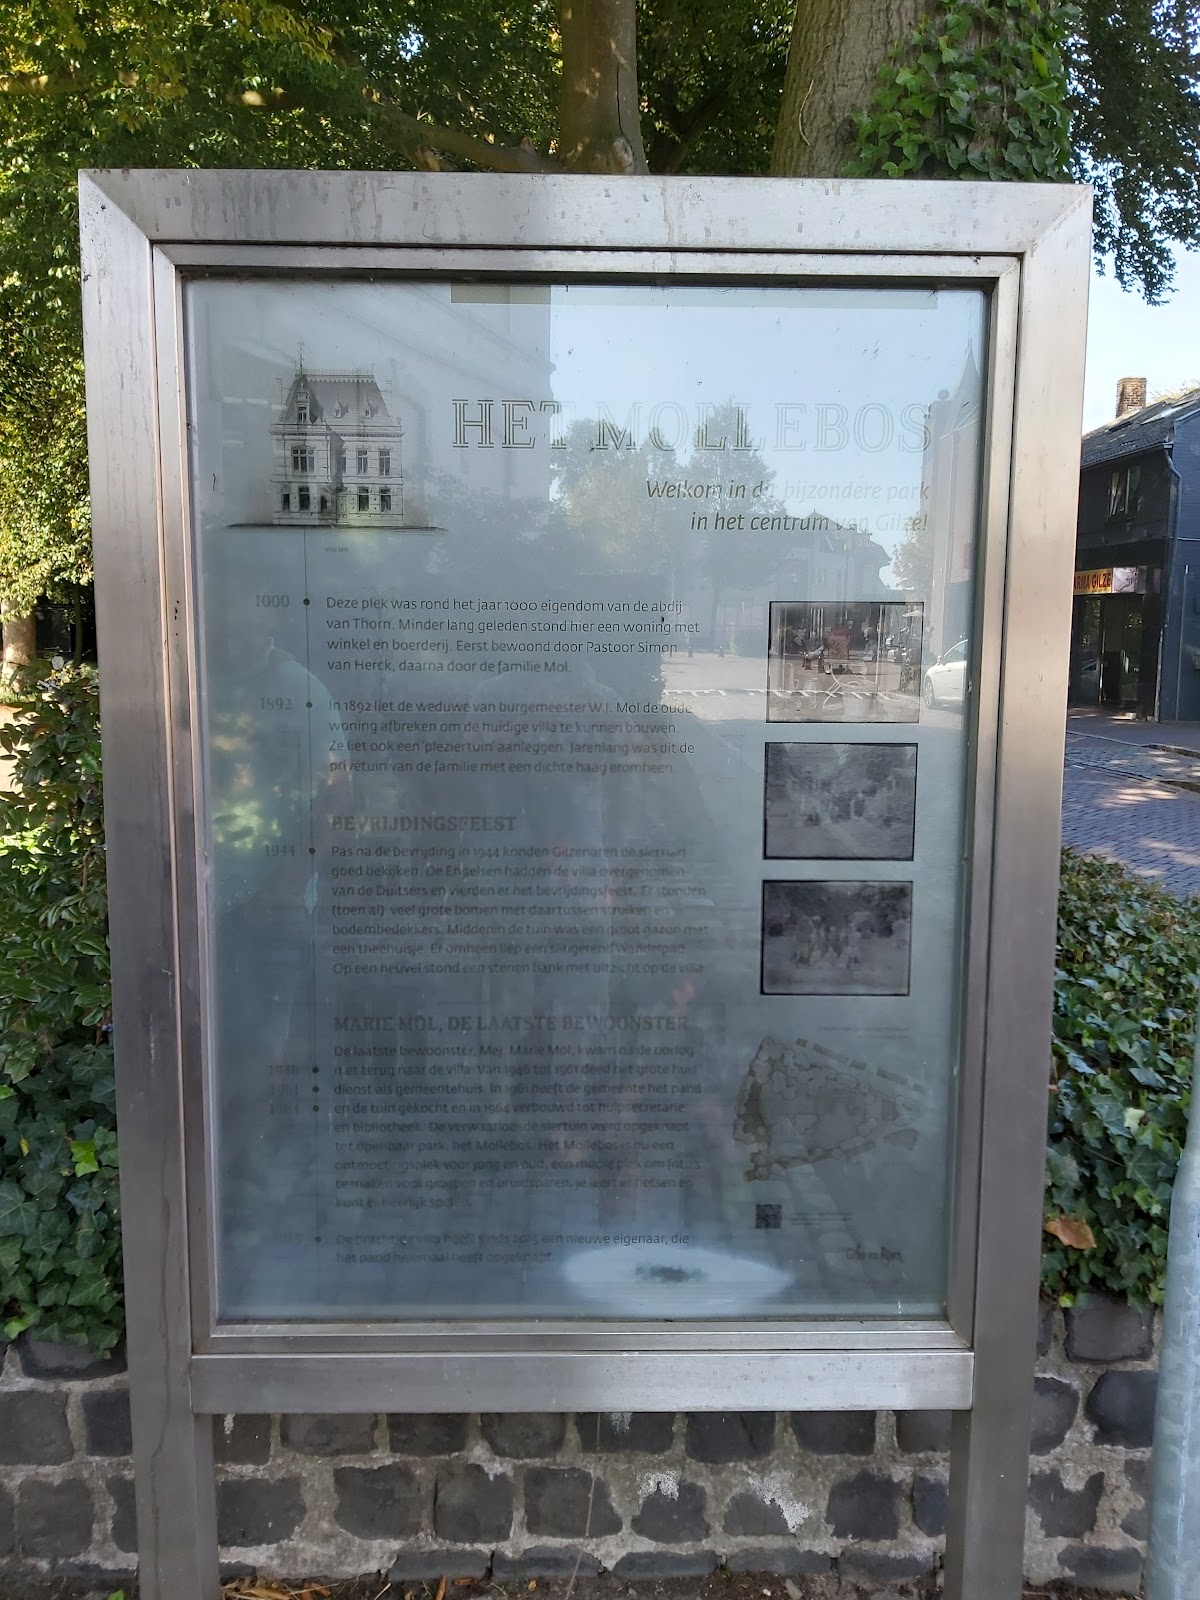 HET MOLLEBOS
Welkom in dit bijzondere park
in het centrum van Gilze!
Villa Mol
1000
Deze plek was rond het jaar 1000 eigendom van de abdij
van Thorn. Minder lang geleden stond hier een woning met
winkel en boerderij. Eerst bewoond door Pastoor Simon
van Herck, daarna door de familie Mol.
1892
In 1892 liet de weduwe van burgemeester W.J. Mol de oude
woning afbreken om de huidige villa te kunnen bouwen.
Ze liet ook een 'pleziertuin' aanleggen. Jarenlang was dit de
privétuin van de familie met een dichte haag eromheen.
BEVRIJDINGSFEEST
1944
Pas na de bevrijding in 1944 konden Gilzenaren de siertuin
goed bekijken. De Engelsen hadden de villa overgenomen
van de Duitsers en vierden er het bevrijdingsfeest. Er stonden
(toen al) veel grote bomen met daartussen struiken en
bodembedekkers. Middenin de tuin was een groot gazon met
een theehuisje. Eromheen liep een slingerend wandelpad.
Op een heuvel stond een stenen bank met uitzicht op de villa.
MARIE MOL, DE LAATSTE BEWOONSTER
De laatste bewoonster, Mej. Marie Mol, kwam na de oorlog
1946
niet terug naar de villa. Van 1946 tot 1961 deed het grote huis
1961
dienst als gemeentehuis. In 1961 heeft de gemeente het pand
1964
en de tuin gekocht en in 1964 verbouwd tot hulpsecretarie
en bibliotheek. De verwaarloosde siertuin werd opgeknapt
tot openbaar park, het Mollebos. Het Mollebos is nu een
ontmoetingsplek voor jong en oud, een mooie plek om foto's
te maken voor groepen en bruidsparen, je leert er fietsen en
kunt er heerlijk spelen.
2015
De prachtige villa heeft sinds 2015 een nieuwe eigenaar, die
het pand helemaal heeft opgeknapt.
Gilze en Rijen
RMA GILZE